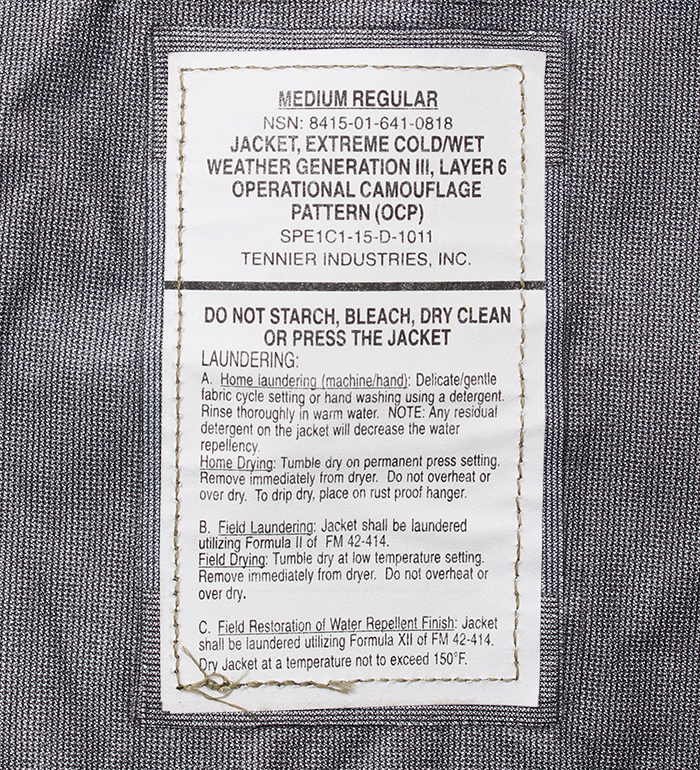 MEDIUM REGULAR
NSN: 8415-01-641-0818
JACKET, EXTREME COLD/WET
WEATHER GENERATION III, LAYER 6
OPERATIONAL CAMOUFLAGE
PATTERN (OCP)
SPE1C1-15-D-1011
TENNIER INDUSTRIES, INC.
DO NOT STARCH, BLEACH, DRY CLEAN
OR PRESS THE JACKET
LAUNDERING:
A. Home laundering (machine/hand): Delicate/gentle
fabric cycle setting or hand washing using a detergent.
Rinse thoroughly in warm water. NOTE: Any residual
detergent on the jacket will decrease the water
repellency.
Home Drying: Tumble dry on permanent press setting.
Remove immediately from dryer. Do not overheat or
over dry. To drip dry, place on rust proof hanger.
B. Field Laundering: Jacket shall be laundered
utilizing Formula II of FM 42-414.
Field Drying: Tumble dry at low temperature setting.
Remove immediately from dryer. Do not overheat or
over dry.
C. Field Restoration of Water Repellent Finish: Jacket
shall be laundered utilizing Formula XII of FM 42-414.
Dry Jacket at a temperature not to exceed 150°F.